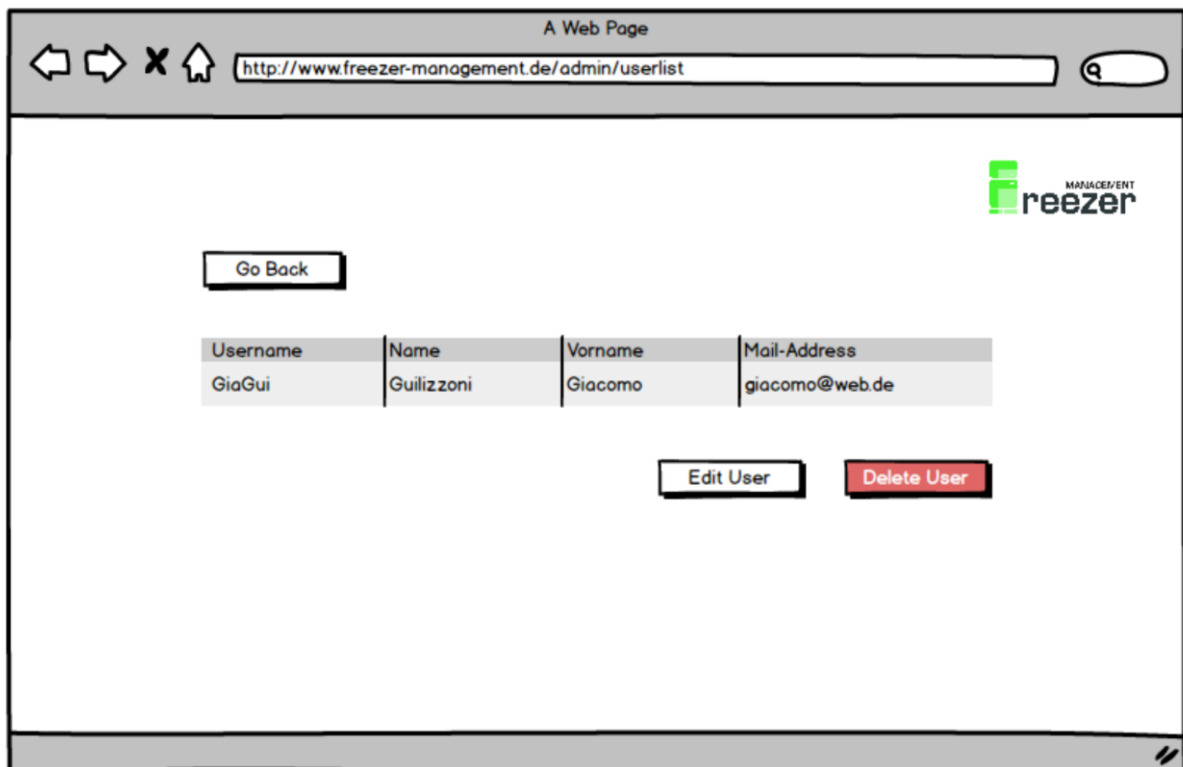 A Web Page
http://www.freezer-management.de/admin/userlist
MANAGEMENT
reezer
Go Back
Username Name Vorname Mail-Address
GiaGui Guilizzoni Giacomo giacomo@web.de
Edit User Delete User